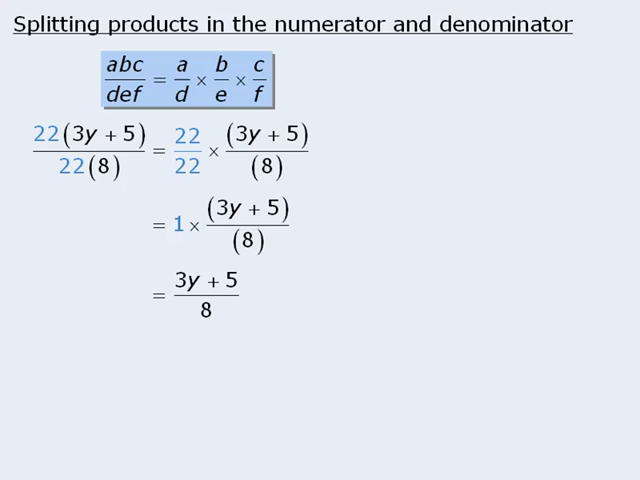 Splitting products in the numerator and denominator
abc/def = a/d × b/e × c/f
22(3y + 5)/22(8) = 22/22 × (3y + 5)/(8)
= 1 × (3y + 5)/(8)
= 3y + 5/8